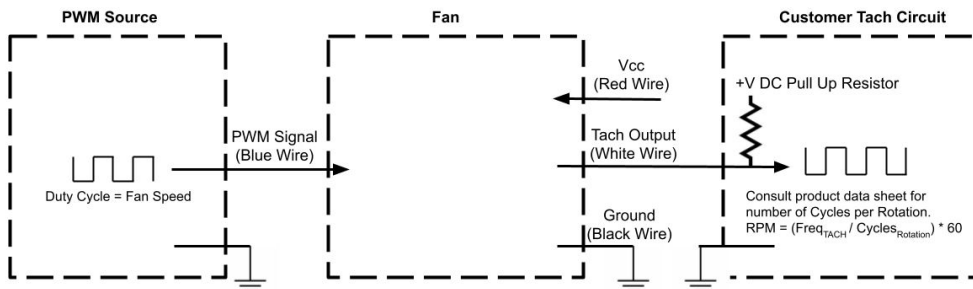 PWM Source
Fan
Customer Tach Circuit
Vcc
(Red Wire)
+V DC Pull Up Resistor
PWM Signal
(Blue Wire)
Tach Output
(White Wire)
Duty Cycle = Fan Speed
Consult product data sheet for
number of Cycles per Rotation.
RPM = (FreqTACH / CyclesRotation) * 60
Ground
(Black Wire)